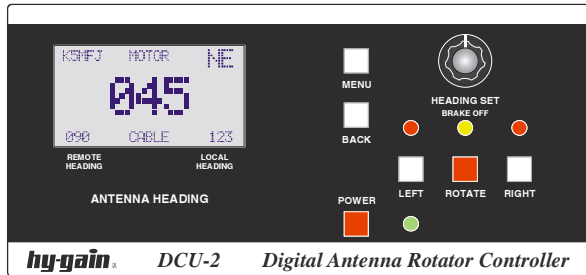 K5MFJ MOTOR NE
045
090 CABLE 123
REMOTE HEADING
LOCAL HEADING
ANTENNA HEADING
MENU
BACK
POWER
HEADING SET
BRAKE OFF
LEFT ROTATE RIGHT
hy-gain® DCU-2 Digital Antenna Rotator Controller